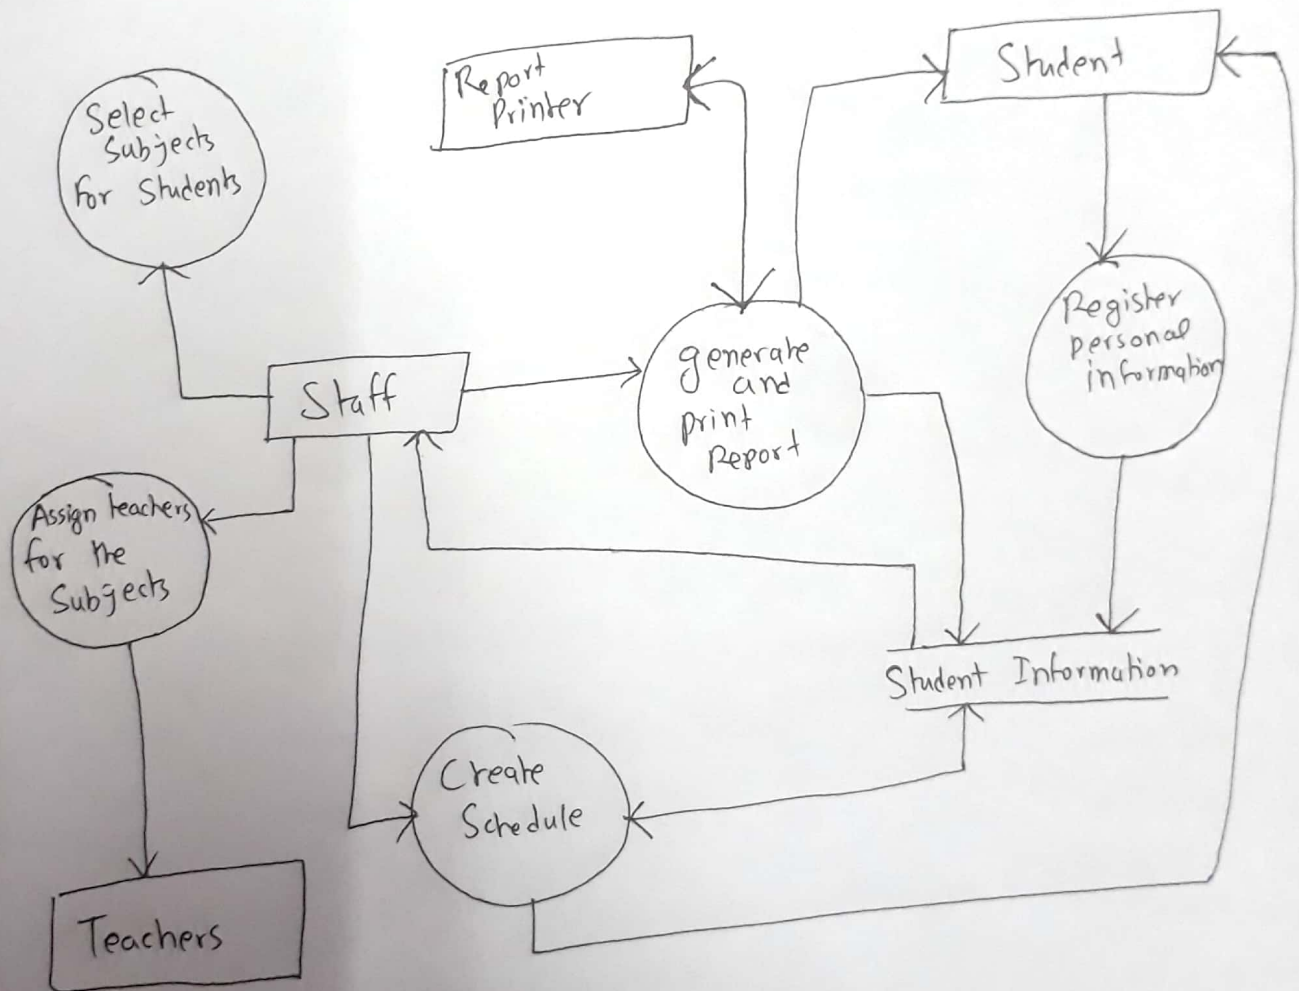 Select
Subjects
For Students
Report
Printer
Student
Register
personal
information
generate
and
print
Report
Staff
Assign teachers
for the
Subjects
Student Information
Create
Schedule
Teachers